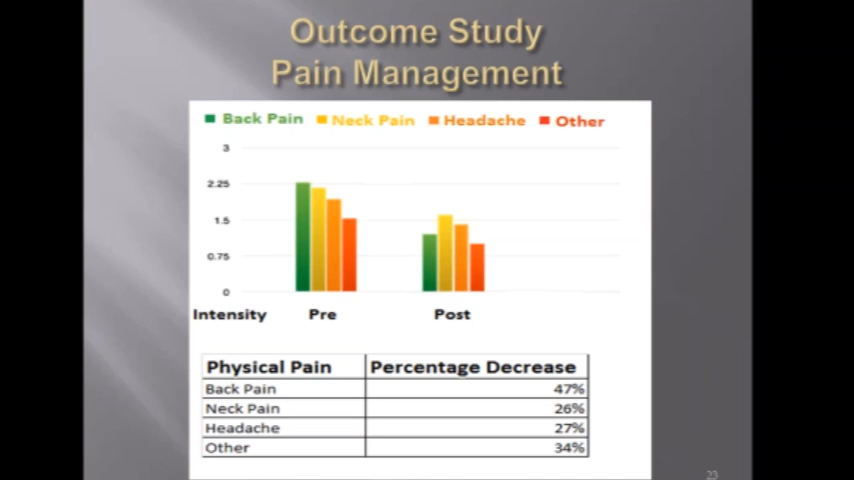 Outcome Study
Pain Management
Back Pain Neck Pain Headache Other
3
2.25
1.5
0.75
0
Intensity Pre Post
Physical Pain Percentage Decrease
Back Pain 47%
Neck Pain 26%
Headache 27%
Other 34%
23